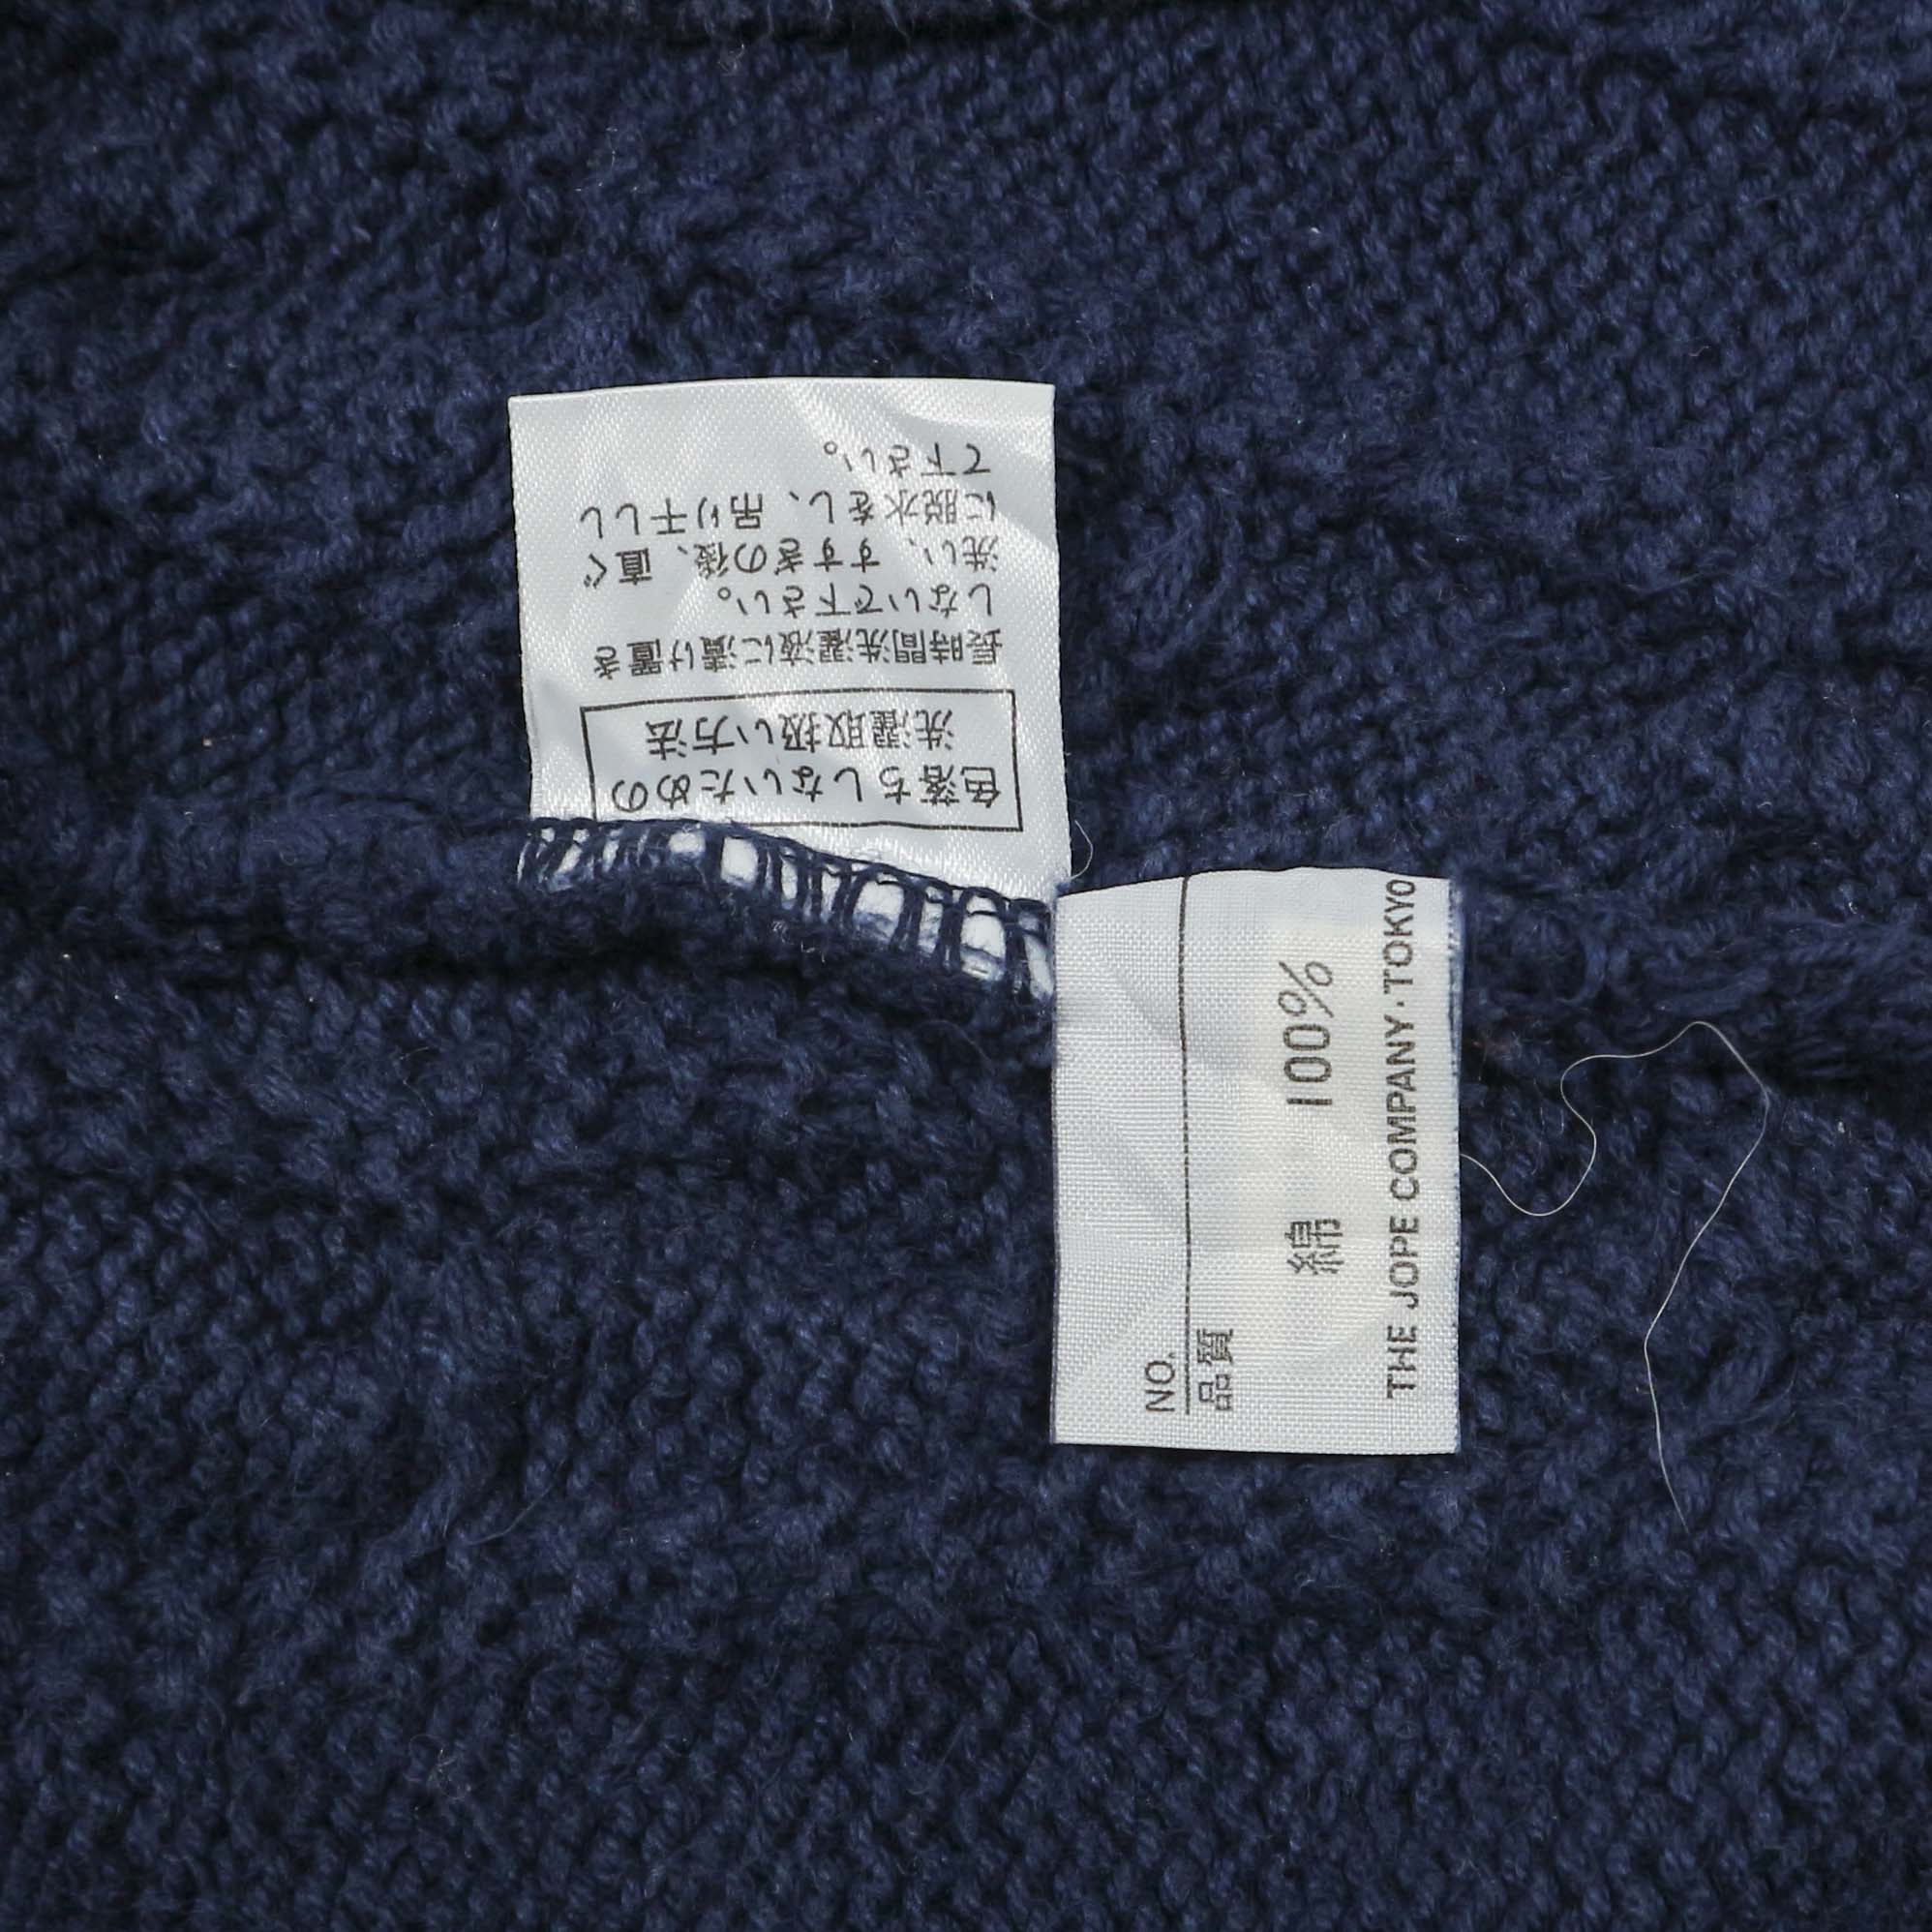 色落ちしないための
洗濯取扱い方法
長時間洗濯液に漬け置き
しないで下さい。
洗い、すすぎの後、直ぐ
に脱水をし、吊り干しし
て下さい。
NO.
品質
綿 100%
THE JOPE COMPANY・TOKYO